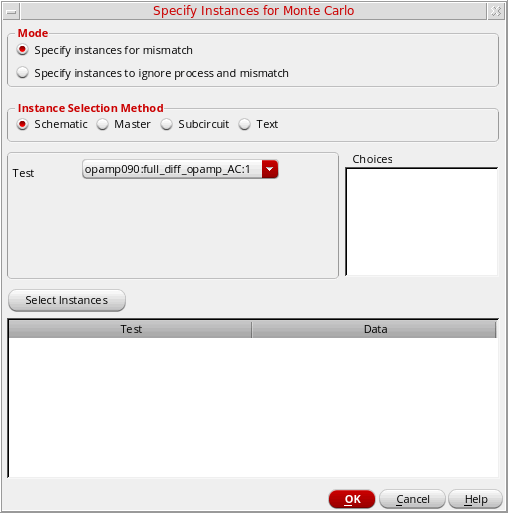 Specify Instances for Monte Carlo
Mode
Specify instances for mismatch
Specify instances to ignore process and mismatch
Instance Selection Method
Schematic Master Subcircuit Text
Test opamp090:full_diff_opamp_AC:1
Choices
Select Instances
Test Data
OK Cancel Help